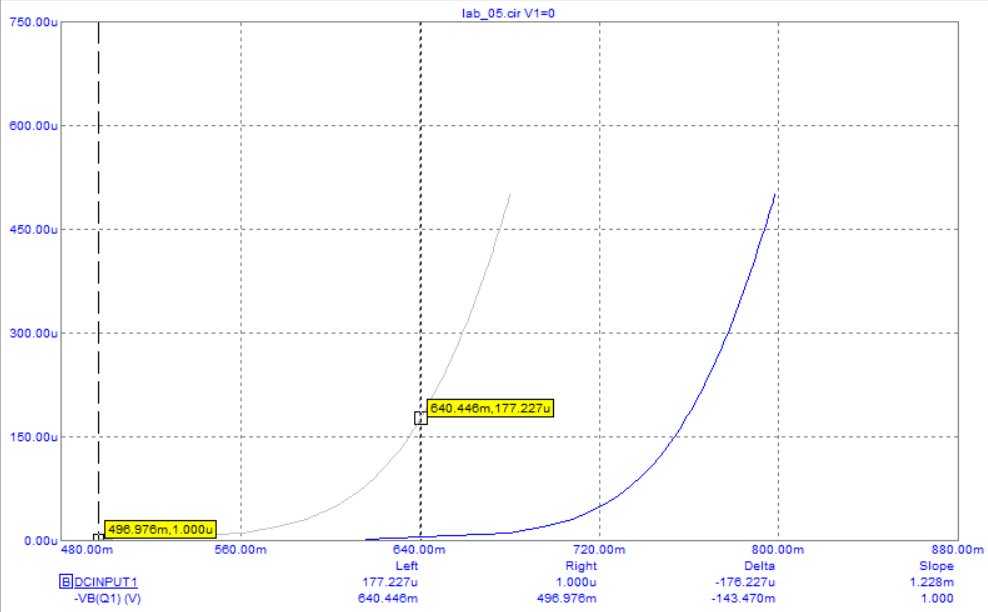 lab_05.cir V1=0
750.00u
600.00u
450.00u
300.00u
150.00u
0.00u
640.446m,177.227u
496.976m,1.000u
480.00m 560.00m 640.00m 720.00m 800.00m 880.00m
Left Right Delta Slope
B DCINPUT1 177.227u 1.000u -176.227u 1.228m
-VB(Q1) (V) 640.446m 496.976m -143.470m 1.000